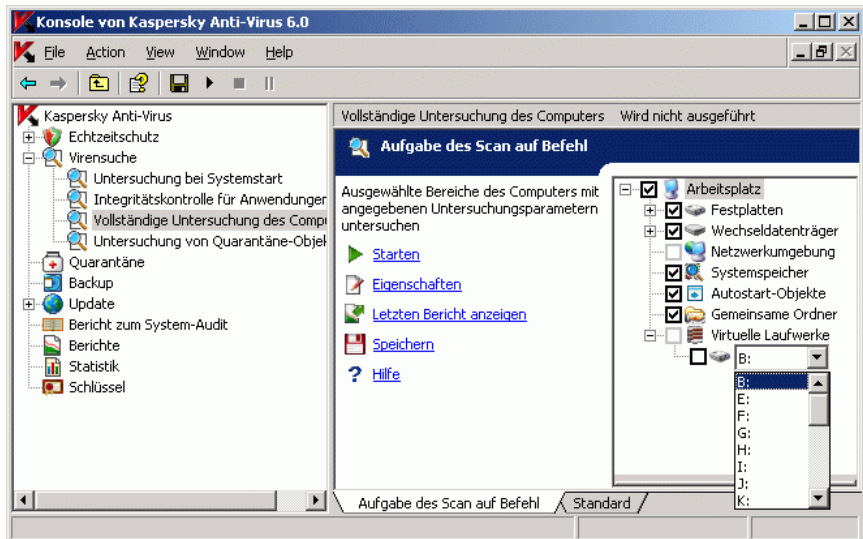 Konsole von Kaspersky Anti-Virus 6.0
File Action View Window Help
Kaspersky Anti-Virus
Echtzeitschutz
Virensuche
Untersuchung bei Systemstart
Integritätskontrolle für Anwendungen
Vollständige Untersuchung des Compu
Untersuchung von Quarantäne-Objek
Quarantäne
Backup
Update
Bericht zum System-Audit
Berichte
Statistik
Schlüssel
Vollständige Untersuchung des Computers Wird nicht ausgeführt
Aufgabe des Scan auf Befehl
Ausgewählte Bereiche des Computers mit
angegebenen Untersuchungsparametern
untersuchen
Starten
Eigenschaften
Letzten Bericht anzeigen
Speichern
Hilfe
Arbeitsplatz
Festplatten
Wechseldatenträger
Netzwerkumgebung
Systemspeicher
Autostart-Objekte
Gemeinsame Ordner
Virtuelle Laufwerke
B:
B:
E:
F:
G:
H:
I:
J:
K:
Aufgabe des Scan auf Befehl Standard